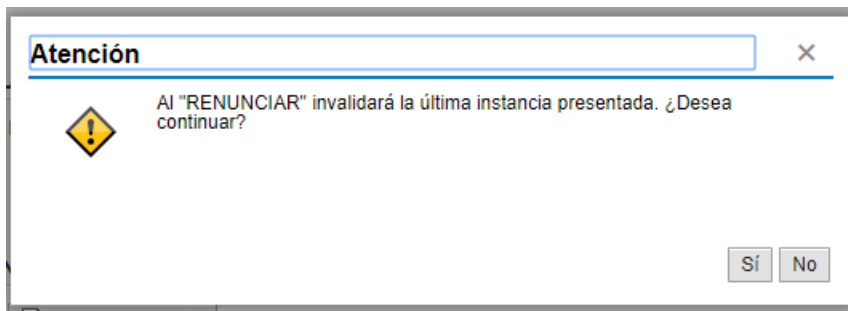 Atención
Al "RENUNCIAR" invalidará la última instancia presentada. ¿Desea
continuar?
Sí No